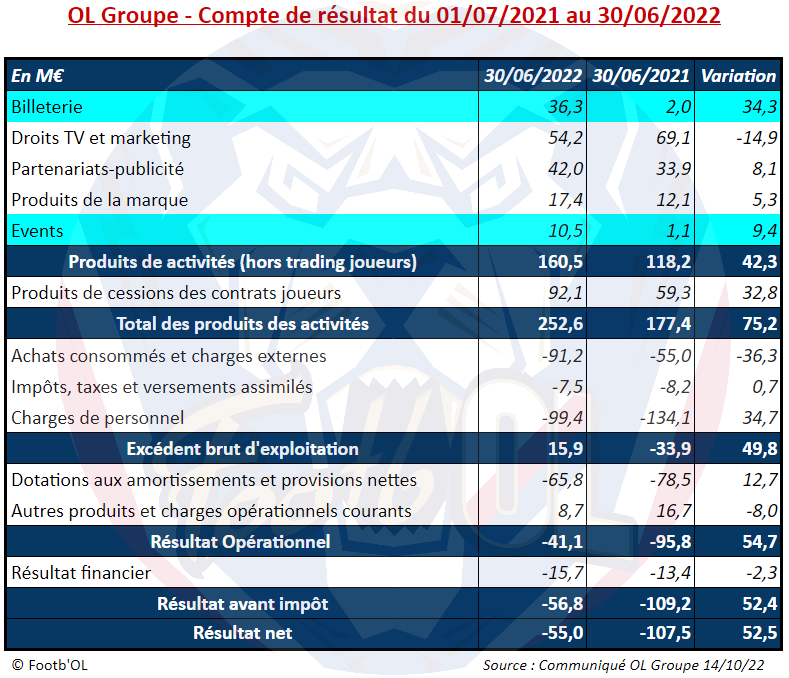 OL Groupe - Compte de résultat du 01/07/2021 au 30/06/2022
En M€ 30/06/2022 30/06/2021 Variation
Billeterie 36,3 2,0 34,3
Droits TV et marketing 54,2 69,1 -14,9
Partenariats-publicité 42,0 33,9 8,1
Produits de la marque 17,4 12,1 5,3
Events 10,5 1,1 9,4
Produits de activités (hors trading joueurs) 160,5 118,2 42,3
Produits de cessions des contrats joueurs 92,1 59,3 32,8
Total des produits des activités 252,6 177,4 75,2
Achats consommés et charges externes -91,2 -55,0 -36,3
Impôts, taxes et versements assimilés -7,5 -8,2 0,7
Charges de personnel -99,4 -134,1 34,7
Excédent brut d'exploitation 15,9 -33,9 49,8
Dotations aux amortissements et provisions nettes -65,8 -78,5 12,7
Autres produits et charges opérationnels courants 8,7 16,7 -8,0
Résultat Opérationnel -41,1 -95,8 54,7
Résultat financier -15,7 -13,4 -2,3
Résultat avant impôt -56,8 -109,2 52,4
Résultat net -55,0 -107,5 52,5
© Footb'OL Source : Communiqué OL Groupe 14/10/22
Footb'OL